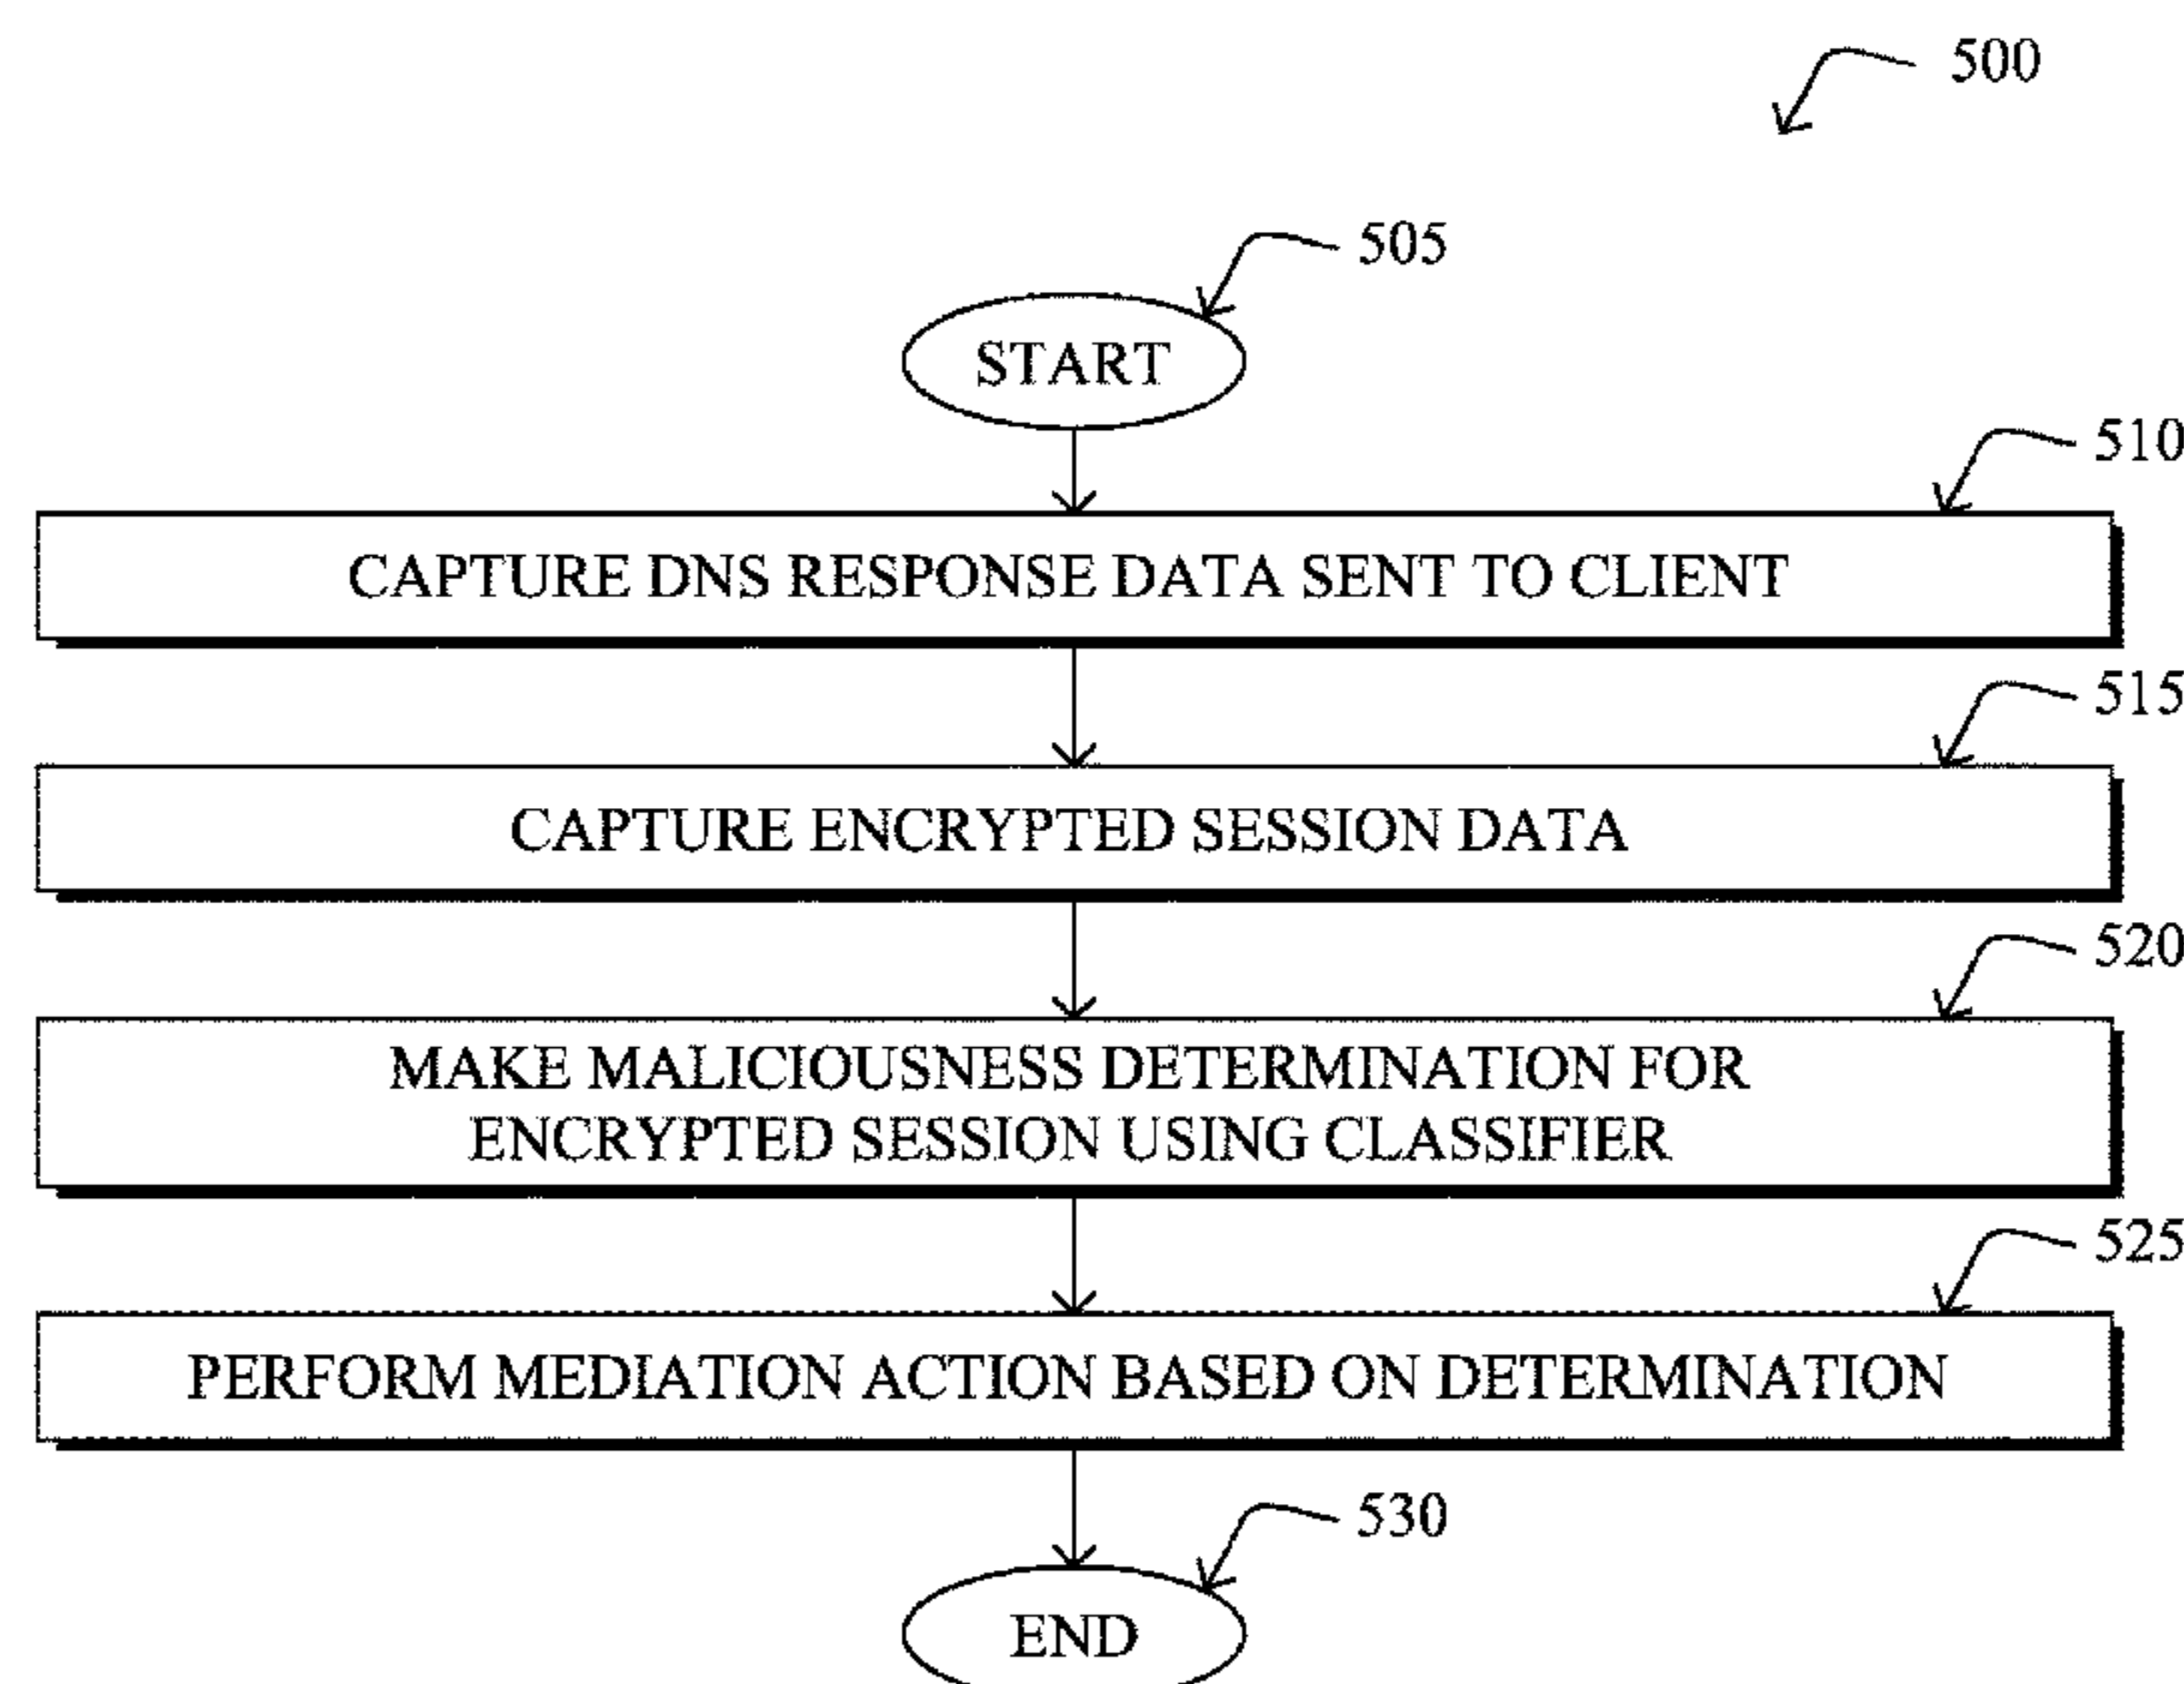 500
505
START
510
CAPTURE DNS RESPONSE DATA SENT TO CLIENT
515
CAPTURE ENCRYPTED SESSION DATA
520
MAKE MALICIOUSNESS DETERMINATION FOR
ENCRYPTED SESSION USING CLASSIFIER
525
PERFORM MEDIATION ACTION BASED ON DETERMINATION
530
END